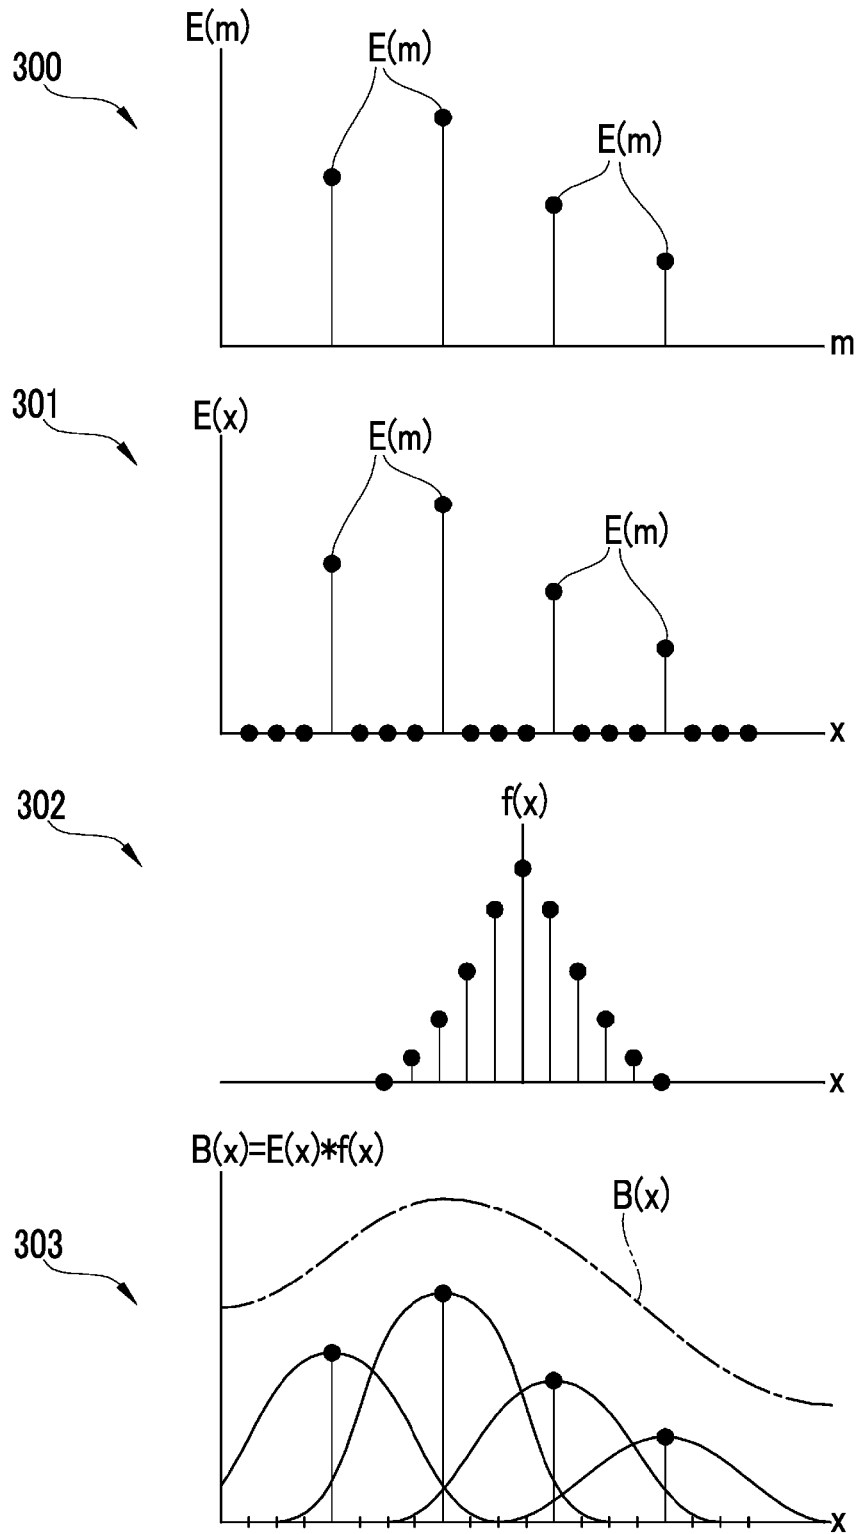 E(m)
E(m)
300
E(m)
m
301
E(x)
E(m)
E(m)
x
302
f(x)
x
B(x)=E(x)*f(x)
B(x)
303
x